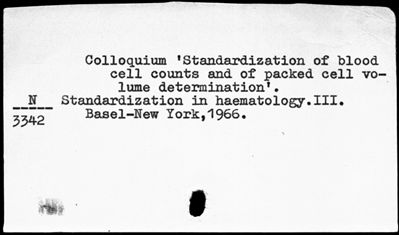 Colloquium 'Standardization of blood
cell counts and of packed cell vo-
lume determination'.
N Standardization in haematology.III.
3342 Basel-New York,1966.